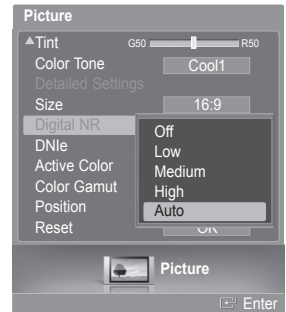 Picture
▲Tint G50 R50
Color Tone Cool1
Detailed Settings
Size 16:9
Digital NR
Off
DNIe
Low
Active Color
Medium
Color Gamut
High
Position
Auto
Reset OK
Picture
Enter